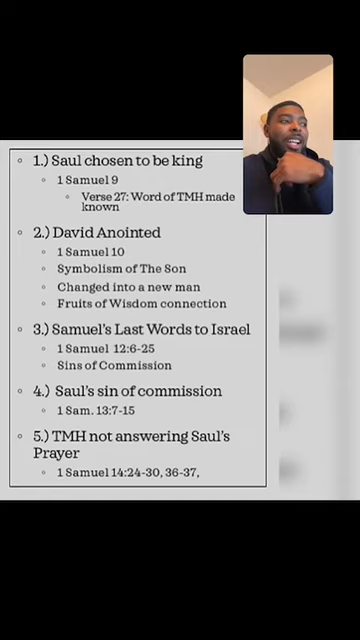 1.) Saul chosen to be king
1 Samuel 9
Verse 27: Word of TMH made
known
2.) David Anointed
1 Samuel 10
Symbolism of The Son
Changed into a new man
Fruits of Wisdom connection
3.) Samuel's Last Words to Israel
1 Samuel 12:6-25
Sins of Commission
4.) Saul's sin of commission
1 Sam. 13:7-15
5.) TMH not answering Saul's
Prayer
1 Samuel 14:24-30, 36-37,